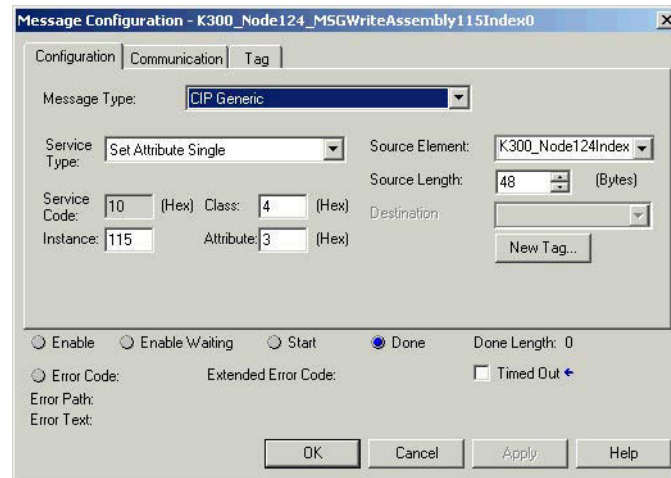 Message Configuration - K300_Node124_MSGWriteAssembly115Index0
Configuration Communication Tag
Message Type: CIP Generic
Service Type: Set Attribute Single
Source Element: K300_Node124Index
Source Length: 48 (Bytes)
Service Code: 10 (Hex) Class: 4 (Hex)
Destination
Instance: 115 Attribute: 3 (Hex)
New Tag...
Enable Enable Waiting Start Done Done Length: 0
Error Code: Extended Error Code: Timed Out
Error Path:
Error Text:
OK Cancel Apply Help